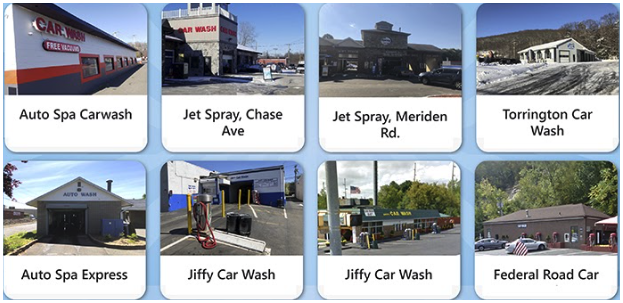 CAR WASH
FREE VACUUMS
CAR WASH
Auto Spa Carwash
Jet Spray, Chase
Ave
Jet Spray, Meriden
Rd.
Torrington Car
Wash
AUTO WASH
CAR WASH
Auto Spa Express
Jiffy Car Wash
Jiffy Car Wash
Federal Road Car